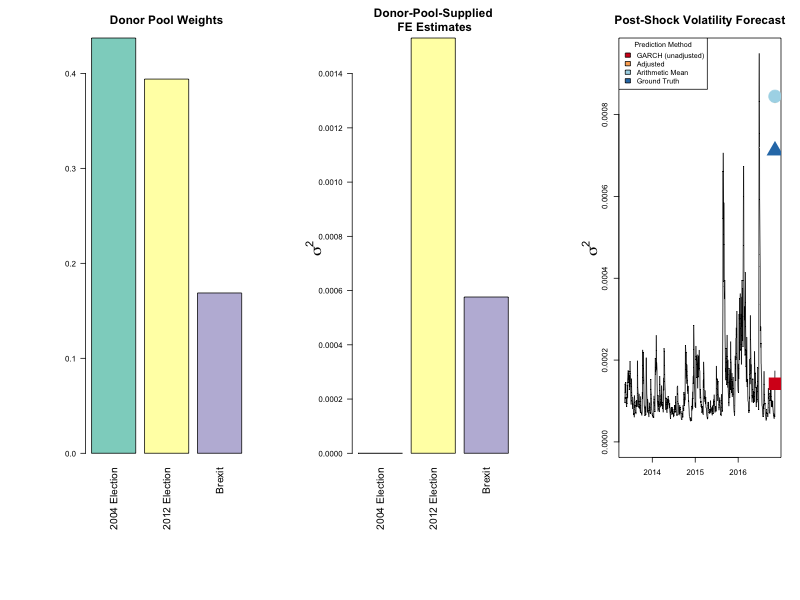 Donor Pool Weights
0.4
0.3
0.2
0.1
0.0
2004 Election
2012 Election
Brexit
Donor-Pool-Supplied
FE Estimates
σ²
0.0014
0.0012
0.0010
0.0008
0.0006
0.0004
0.0002
0.0000
2004 Election
2012 Election
Brexit
Post-Shock Volatility Forecast
Prediction Method
GARCH (unadjusted)
Adjusted
Arithmetic Mean
Ground Truth
σ²
0.0008
0.0006
0.0004
0.0002
0.0000
2014
2015
2016